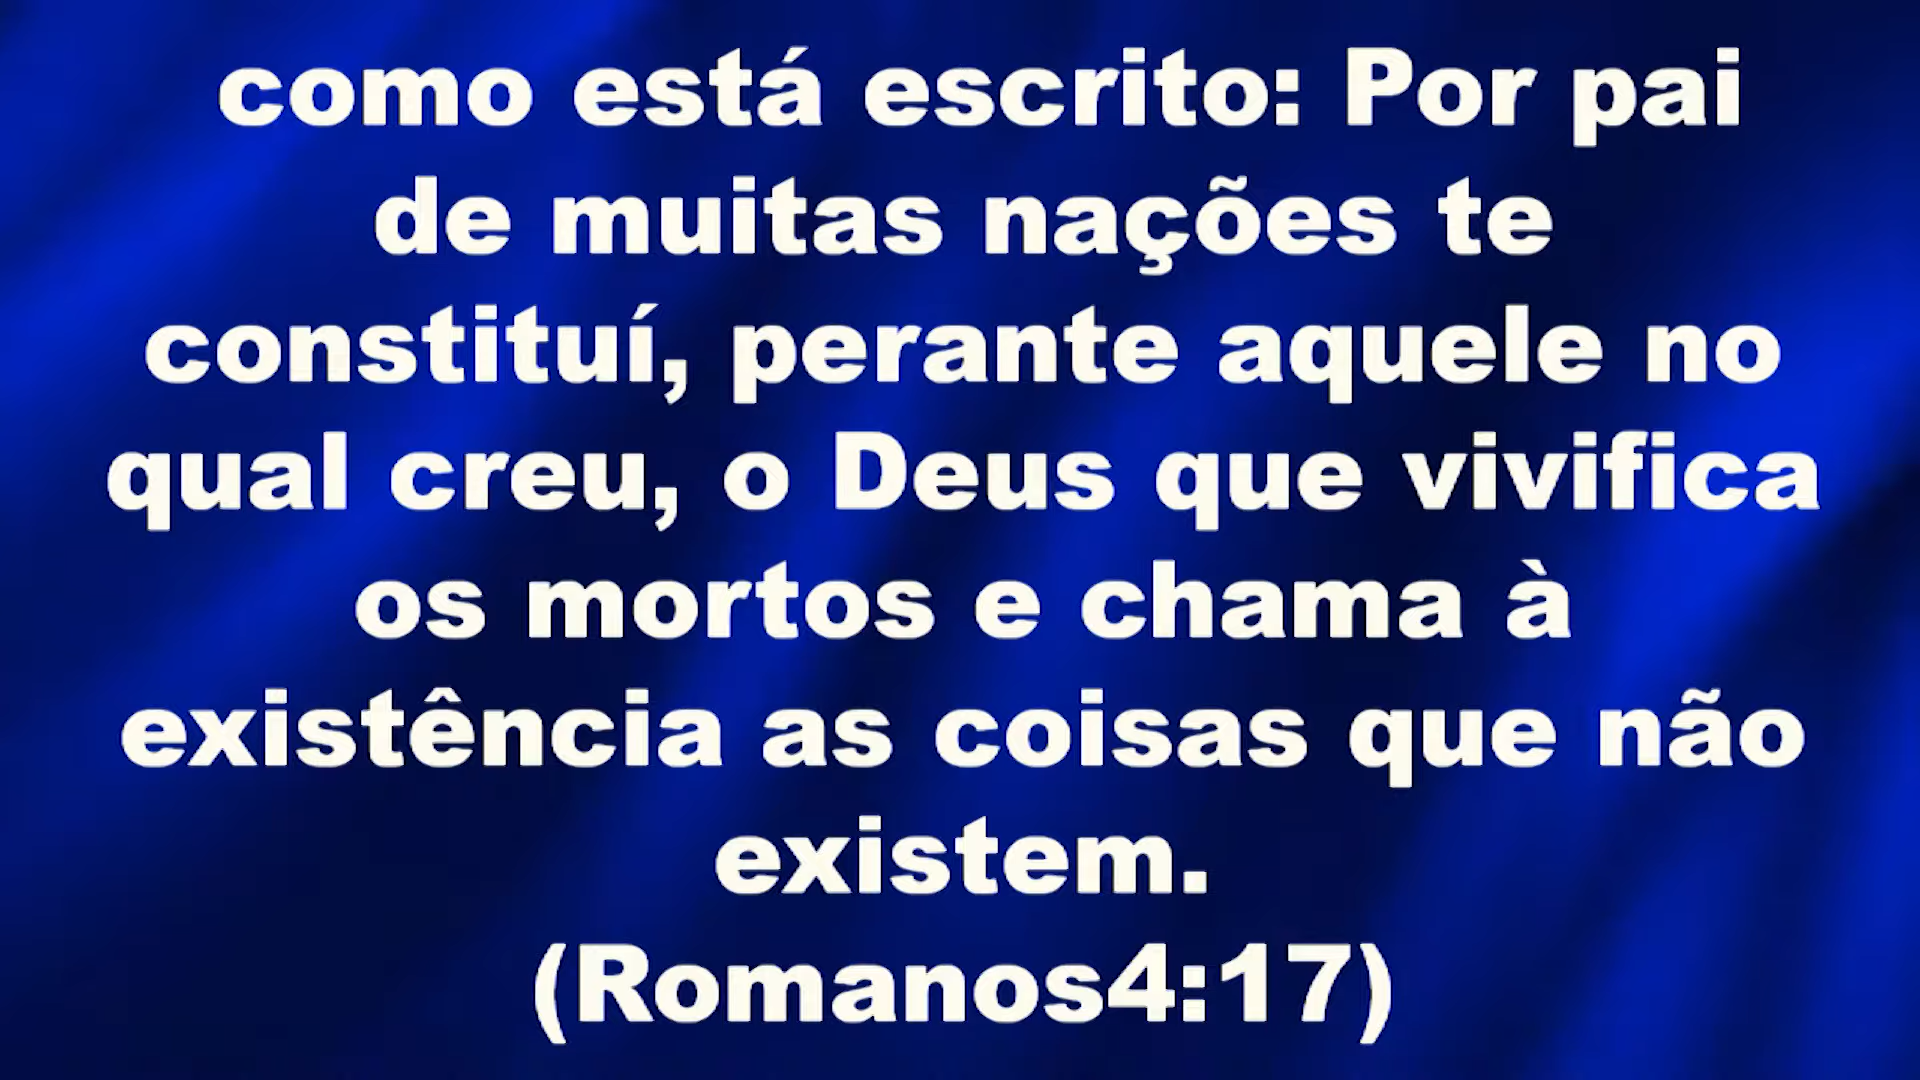 como está escrito: Por pai
de muitas nações te
constituí, perante aquele no
qual creu, o Deus que vivifica
os mortos e chama à
existência as coisas que não
existem.
(Romanos4:17)